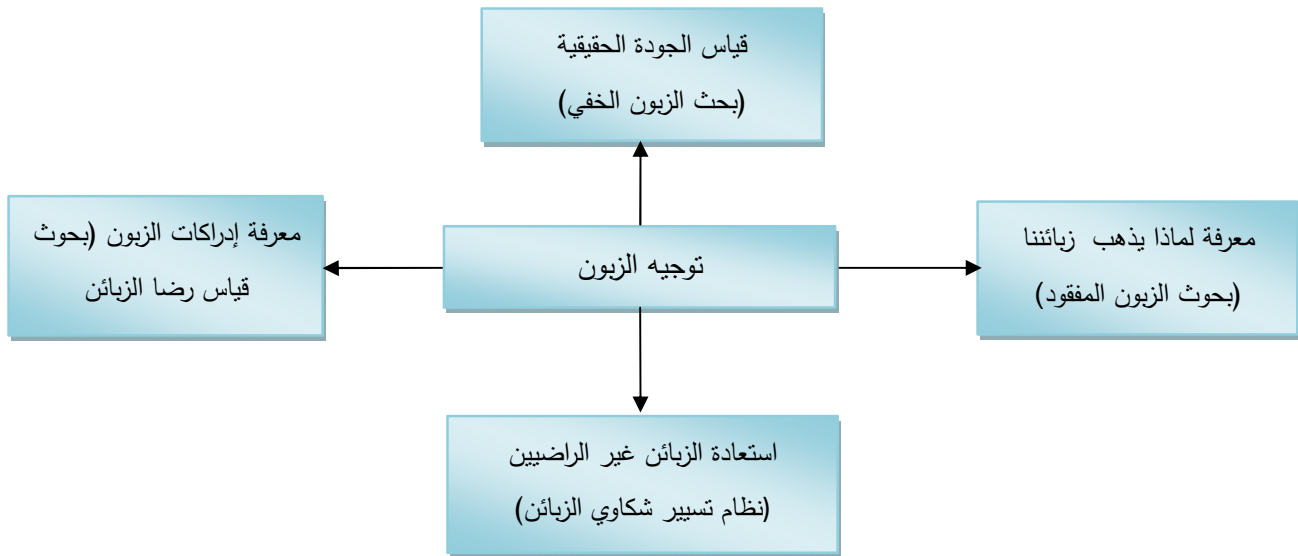 قياس الجودة الحقيقية
(بحث الزبون الخفي)
معرفة لماذا يذهب زبائننا
(بحوث الزبون المفقود)
توجيه الزبون
معرفة إدراكات الزبون (بحوث
قياس رضا الزبائن
استعادة الزبائن غير الراضيين
(نظام تسيير شكاوي الزبائن)